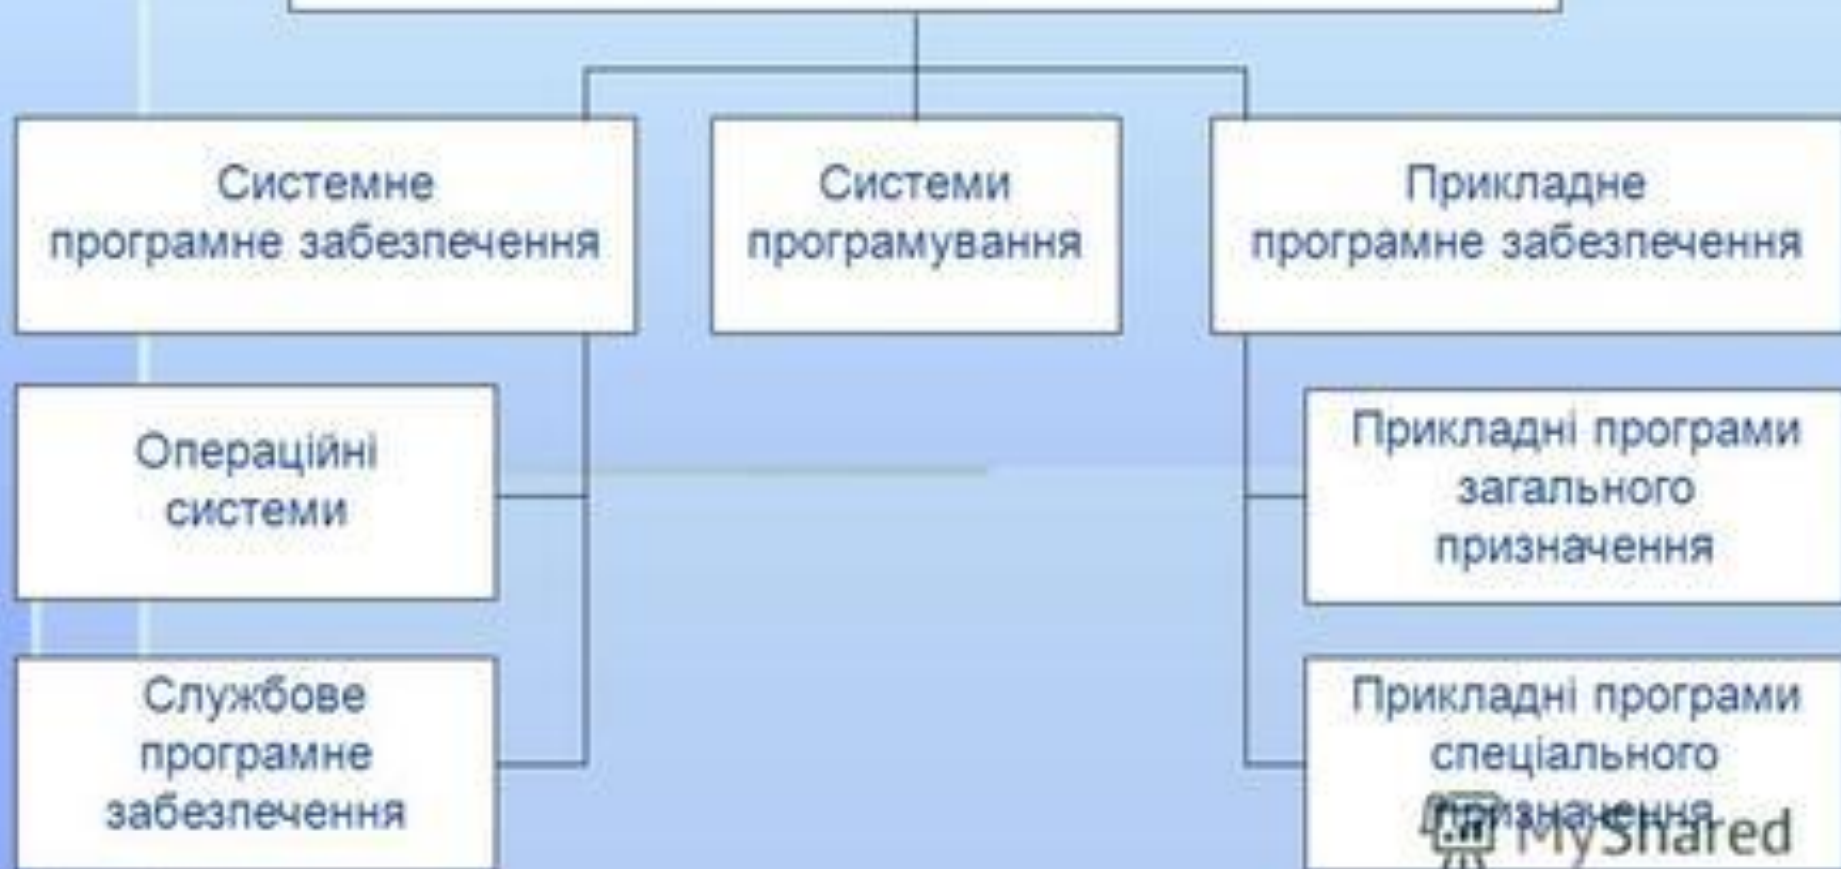 Системне
програмне забезпечення
Системи
програмування
Прикладне
програмне забезпечення
Операційні
системи
Прикладні програми
загального
призначення
Службове
програмне
забезпечення
Прикладні програми
спеціального
призначення
MyShared